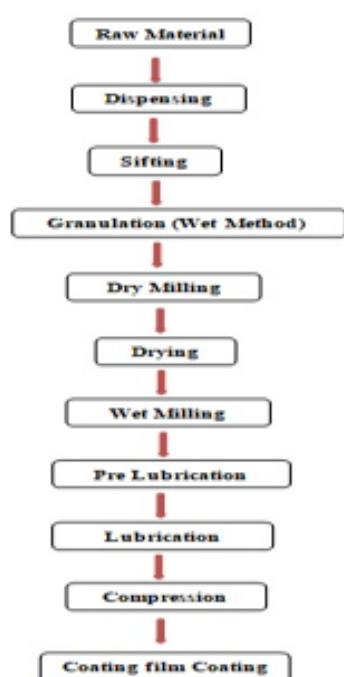 Raw Material
Dispensing
Sifting
Granulation (Wet Method)
Dry Milling
Drying
Wet Milling
Pre Lubrication
Lubrication
Compression
Coating film Coating